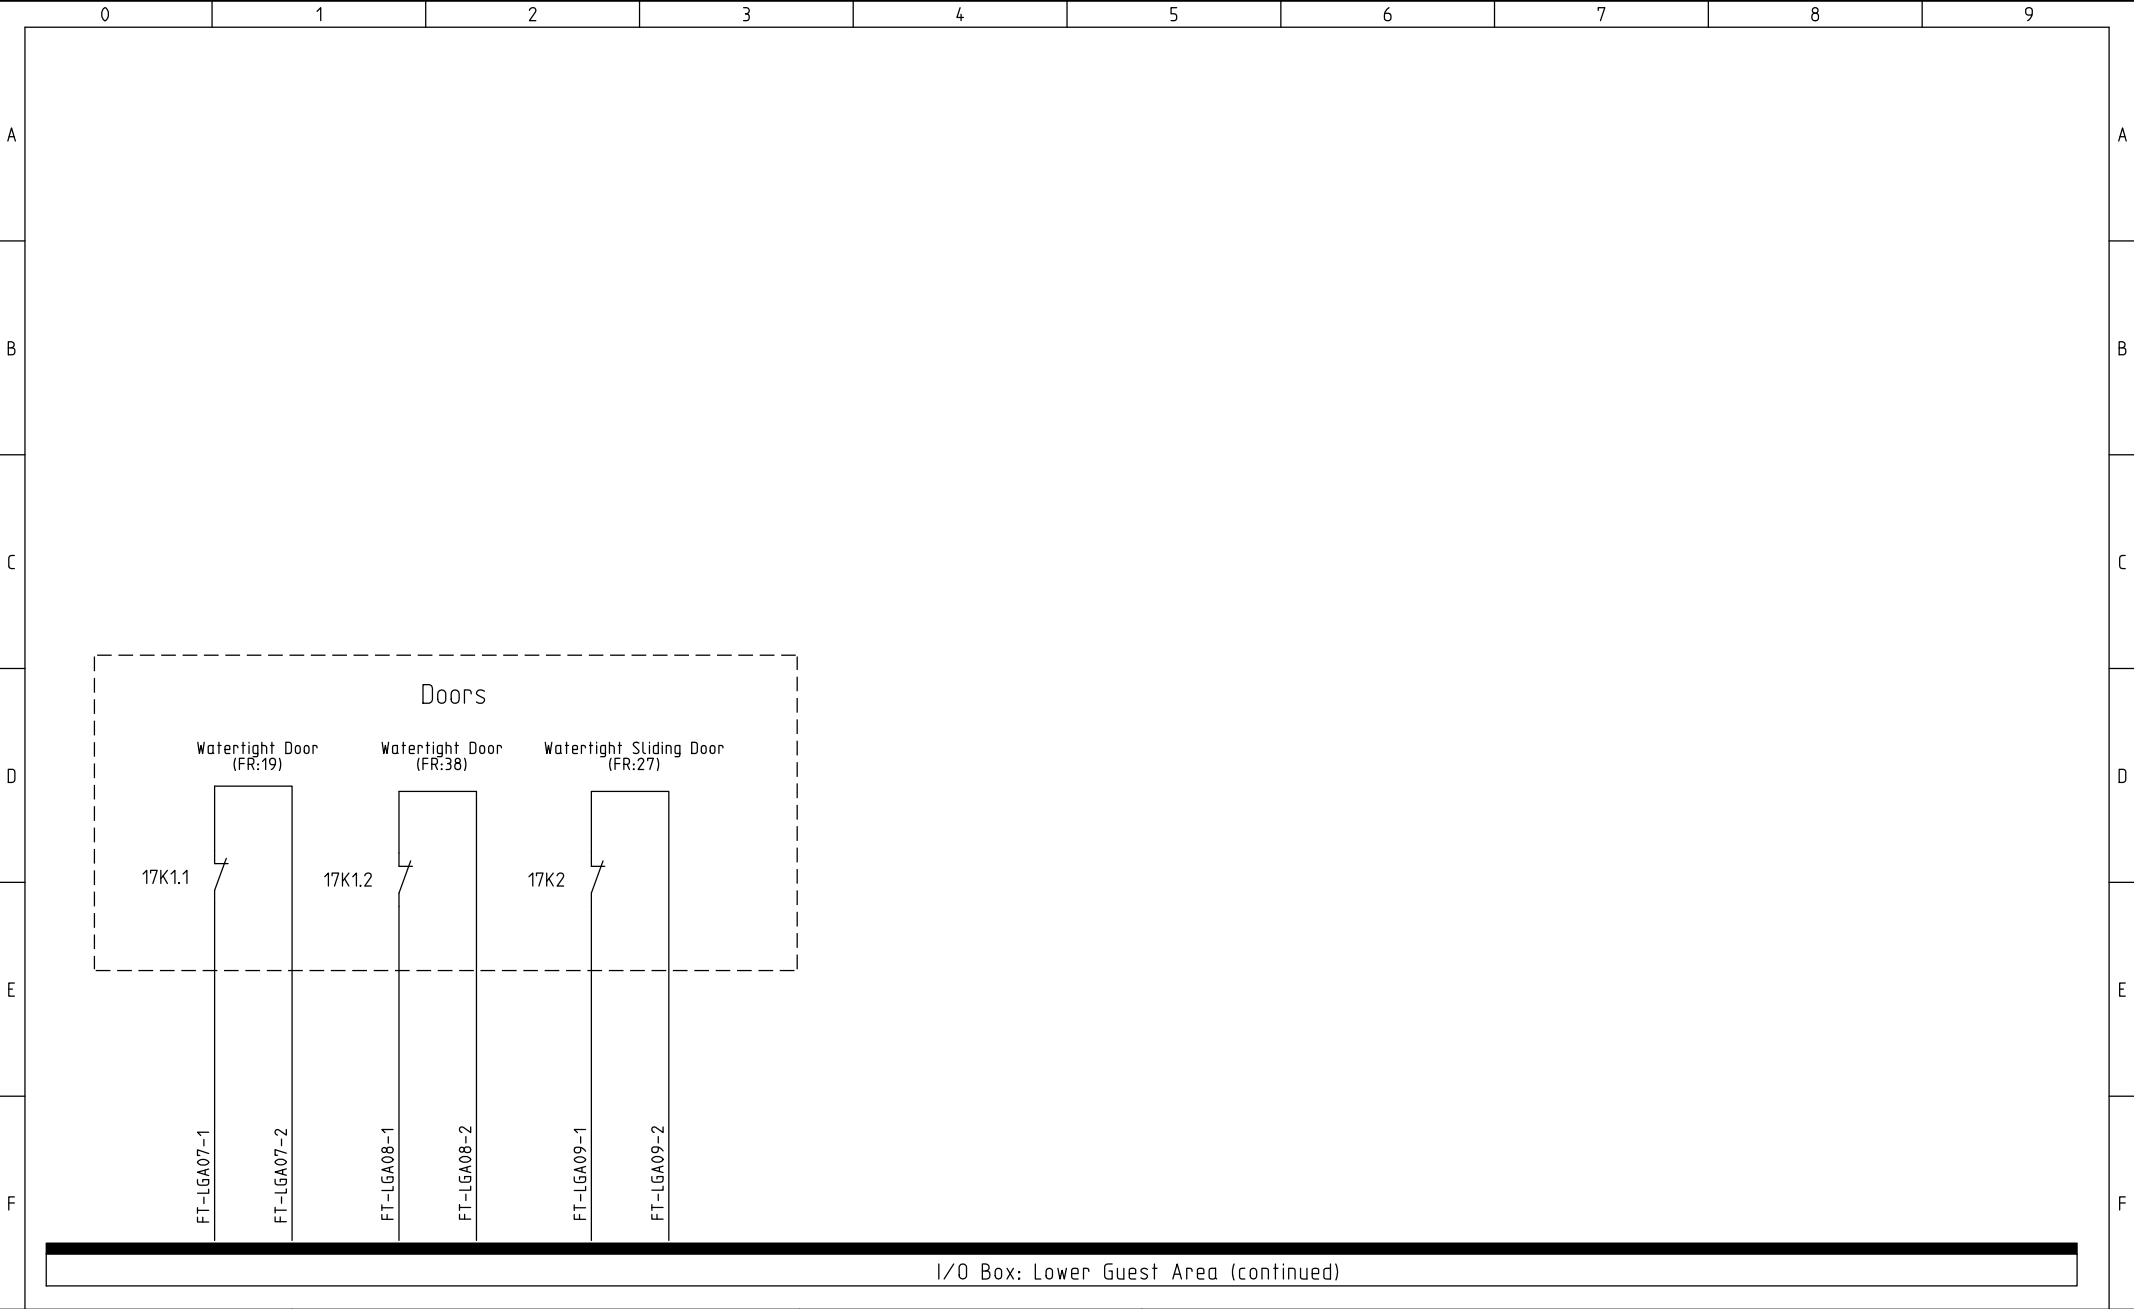 0 1 2 3 4 5 6 7 8 9
A A
B B
C C
Doors
Watertight Door Watertight Door Watertight Sliding Door
(FR:19) (FR:38) (FR:27)
D D
17K1.1 17K1.2 17K2
E E
FT-LGA07-1 FT-LGA07-2 FT-LGA08-1 FT-LGA08-2 FT-LGA09-1 FT-LGA09-2
F F
I/O Box: Lower Guest Area (continued)